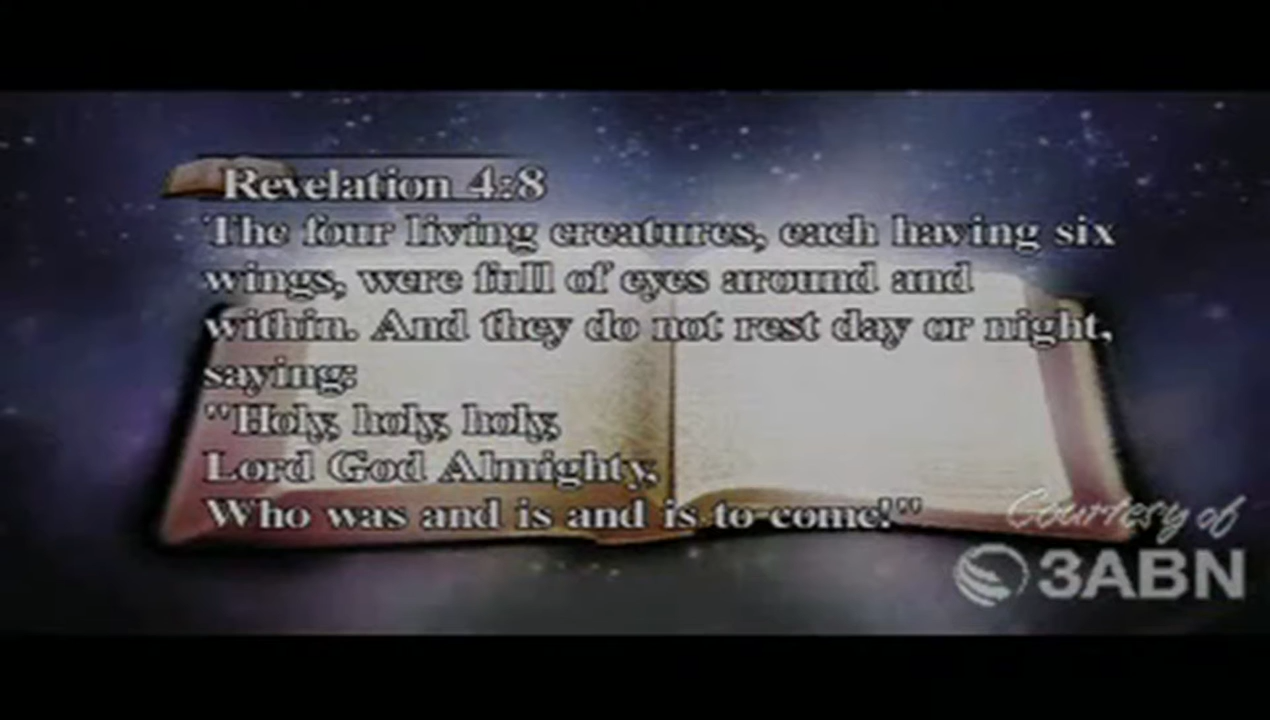 Revelation 4:8
The four living creatures, each having six
wings, were full of eyes around and
within. And they do not rest day or night,
saying:
"Holy, holy, holy,
Lord God Almighty,
Who was and is and is to come!"
Courtesy of
3ABN